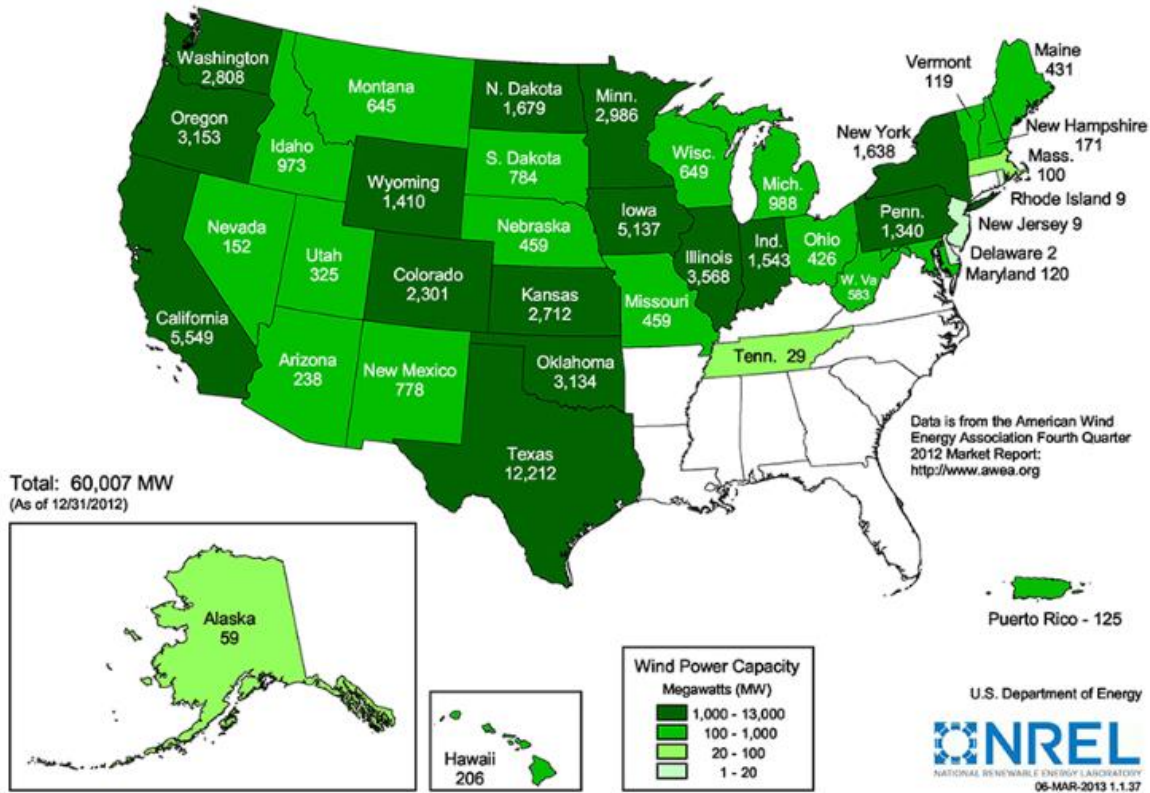 Washington
2,808
Oregon
3,153
California
5,549
Nevada
152
Idaho
973
Montana
645
Wyoming
1,410
Utah
325
Arizona
238
Colorado
2,301
New Mexico
778
N. Dakota
1,679
S. Dakota
784
Nebraska
459
Kansas
2,712
Oklahoma
3,134
Texas
12,212
Minn.
2,986
Iowa
5,137
Missouri
459
Wisc.
649
Illinois
3,568
Mich.
988
Ind.
1,543
Ohio
426
W. Va
583
Tenn. 29
Penn.
1,340
New York
1,638
Vermont
119
Maine
431
New Hampshire
171
Mass.
100
Rhode Island 9
New Jersey 9
Delaware 2
Maryland 120
Data is from the American Wind
Energy Association Fourth Quarter
2012 Market Report:
http://www.awea.org
Total: 60,007 MW
(As of 12/31/2012)
Alaska
59
Hawaii
206
Puerto Rico - 125
Wind Power Capacity
Megawatts (MW)
1,000 - 13,000
100 - 1,000
20 - 100
1 - 20
U.S. Department of Energy
NREL
NATIONAL RENEWABLE ENERGY LABORATORY
06-MAR-2013 1.1.37